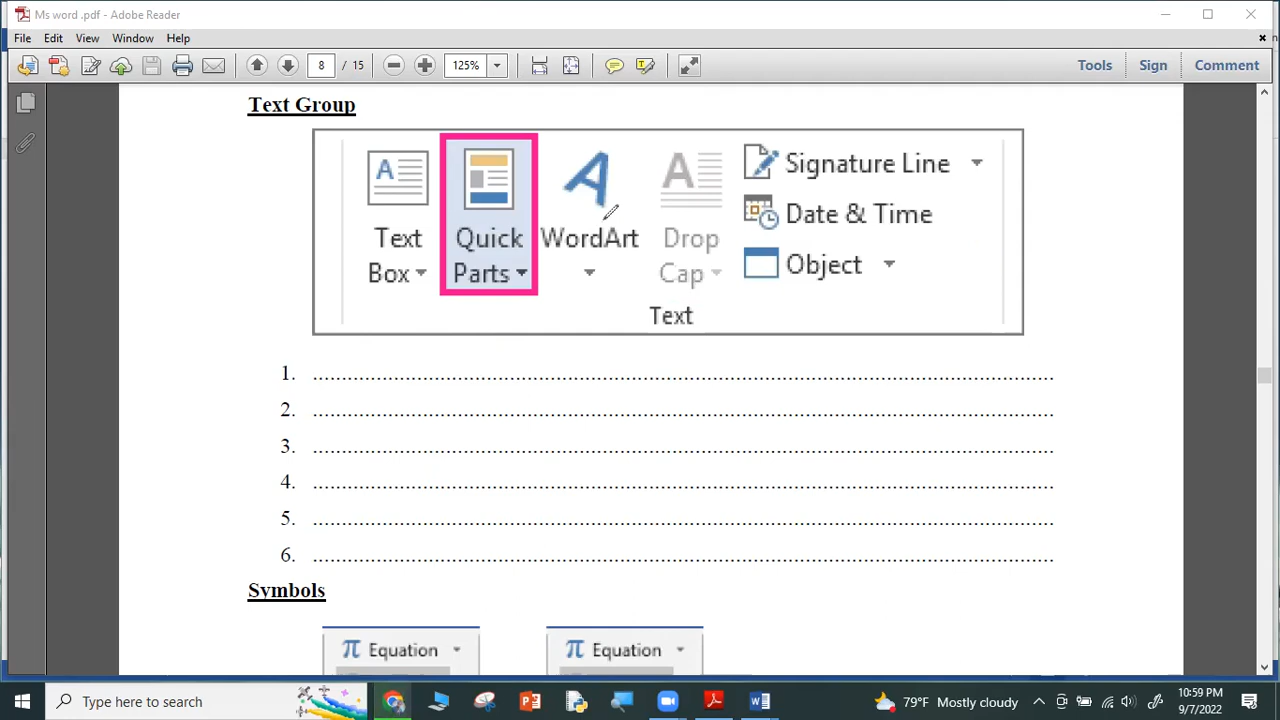 Ms word .pdf - Adobe Reader
File Edit View Window Help
8 / 15 125% Tools Sign Comment
Text Group
Text Box
Quick Parts
WordArt
Drop Cap
Signature Line
Date & Time
Object
Text
1. ....................................................................................
2. ....................................................................................
3. ....................................................................................
4. ....................................................................................
5. ....................................................................................
6. ....................................................................................
Symbols
π Equation π Equation
Type here to search
79°F Mostly cloudy
10:59 PM
9/7/2022